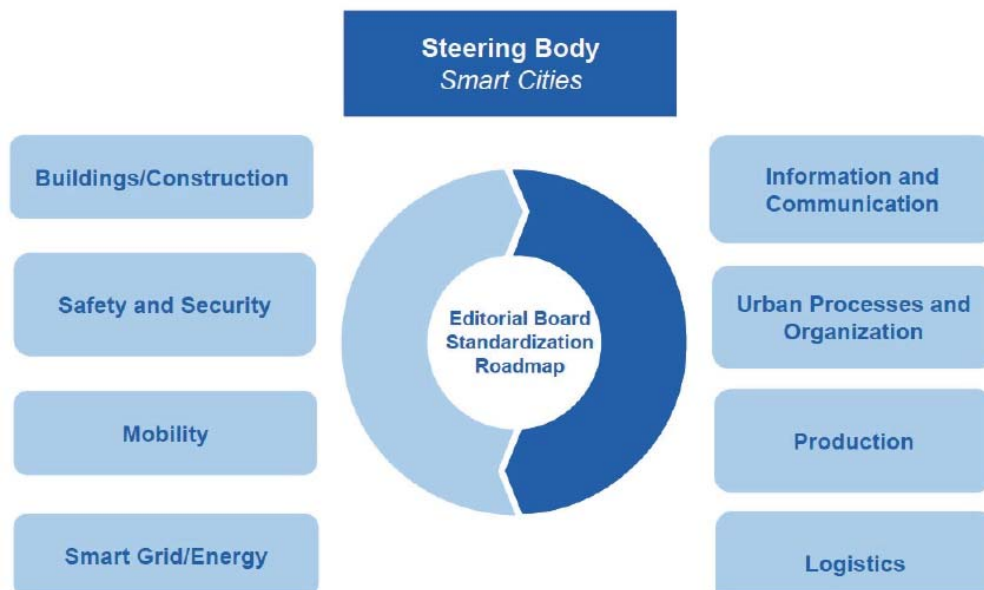 Steering Body
Smart Cities
Buildings/Construction
Safety and Security
Mobility
Smart Grid/Energy
Editorial Board
Standardization
Roadmap
Information and
Communication
Urban Processes and
Organization
Production
Logistics